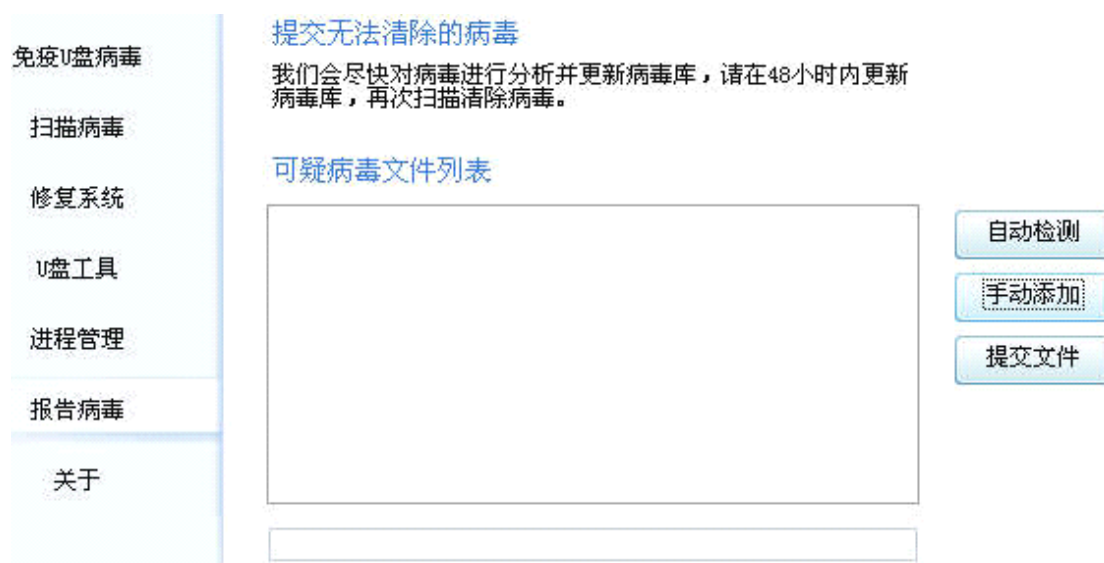 免疫U盘病毒
扫描病毒
修复系统
U盘工具
进程管理
报告病毒
关于
提交无法清除的病毒
我们会尽快对病毒进行分析并更新病毒库，请在48小时内更新
病毒库，再次扫描清除病毒。
可疑病毒文件列表
自动检测
手动添加
提交文件